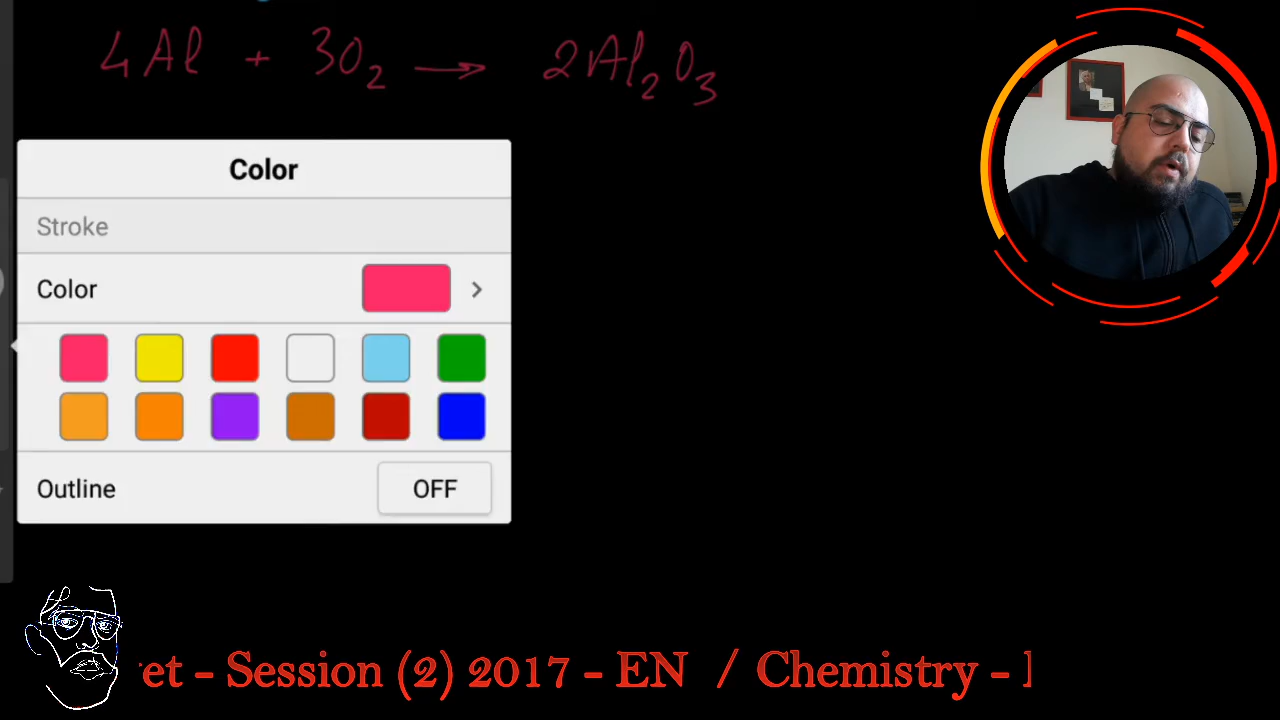 4Al + 3O₂ → 2Al₂O₃
Color
Stroke
Color
Outline OFF
et - Session (2) 2017 - EN / Chemistry -